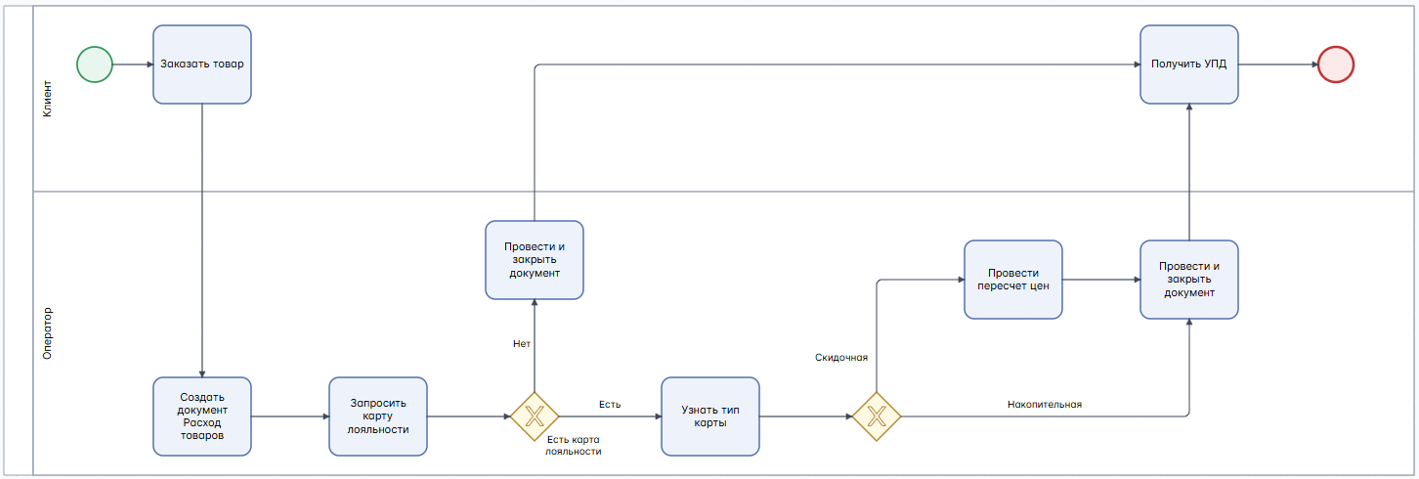 Клиент
Заказать товар
Получить УПД
Оператор
Провести и
закрыть
документ
Провести
пересчет цен
Провести и
закрыть
документ
Нет
Скидочная
Создать
документ
Расход
товаров
Запросить
карту
лояльности
Есть
Есть карта
лояльности
Узнать тип
карты
Накопительная